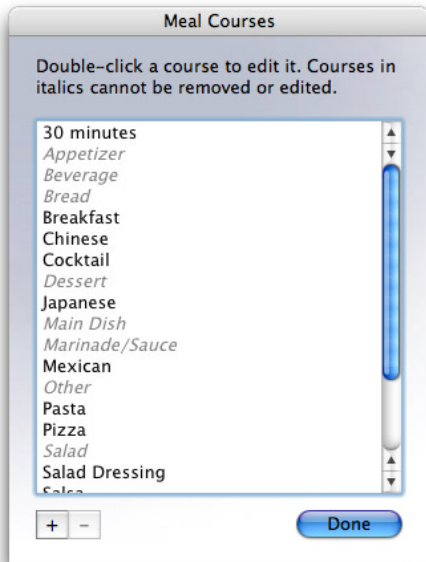 Meal Courses
Double-click a course to edit it. Courses in
italics cannot be removed or edited.
30 minutes
Appetizer
Beverage
Bread
Breakfast
Chinese
Cocktail
Dessert
Japanese
Main Dish
Marinade/Sauce
Mexican
Other
Pasta
Pizza
Salad
Salad Dressing
Salsa
+ −
Done